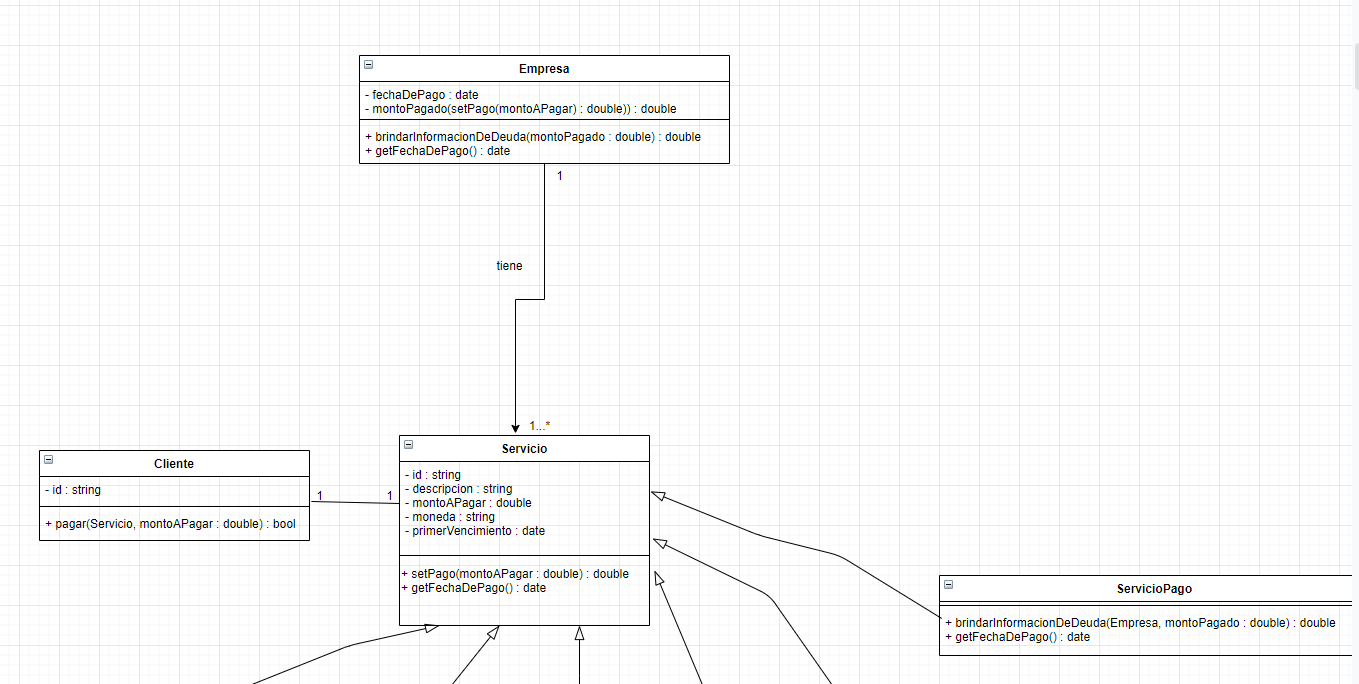 Empresa
- fechaDePago : date
- montoPagado(setPago(montoAPagar) : double)) : double
+ brindarInformacionDeDeuda(montoPagado : double) : double
+ getFechaDePago() : date
1
tiene
1...*
Servicio
- id : string
- descripcion : string
- montoAPagar : double
- moneda : string
- primerVencimiento : date
+ setPago(montoAPagar : double) : double
+ getFechaDePago() : date
Cliente
- id : string
+ pagar(Servicio, montoAPagar : double) : bool
1
1
ServicioPago
+ brindarInformacionDeDeuda(Empresa, montoPagado : double) : double
+ getFechaDePago() : date